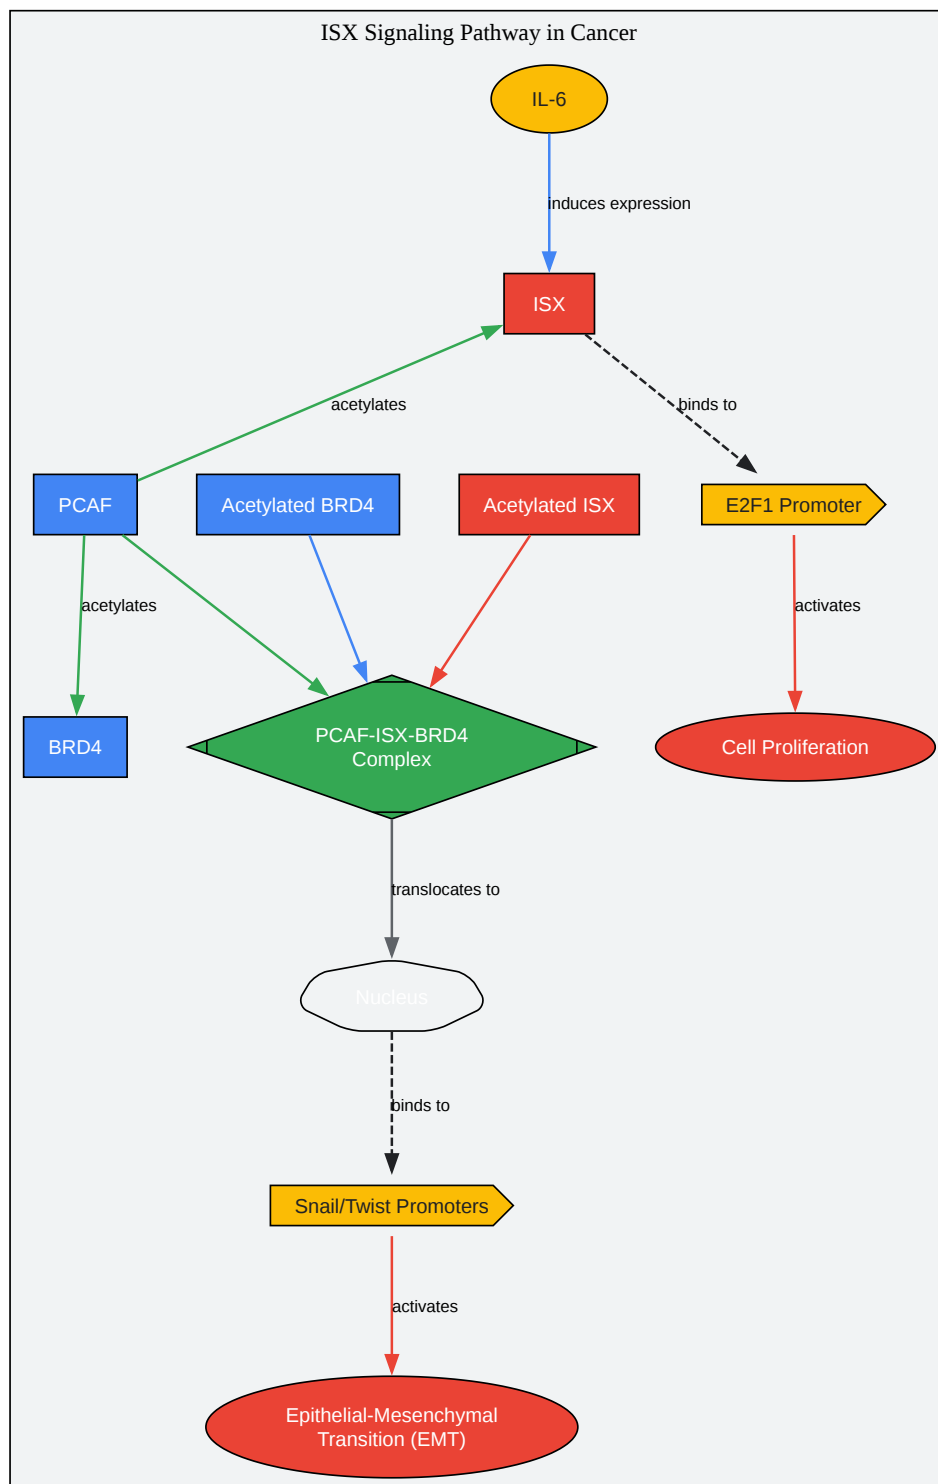 ISX Signaling Pathway in Cancer
IL-6
induces expression
ISX
acetylates
binds to
PCAF
Acetylated BRD4
Acetylated ISX
E2F1 Promoter
acetylates
activates
BRD4
PCAF-ISX-BRD4
Complex
Cell Proliferation
translocates to
Nucleus
binds to
Snail/Twist Promoters
activates
Epithelial-Mesenchymal
Transition (EMT)